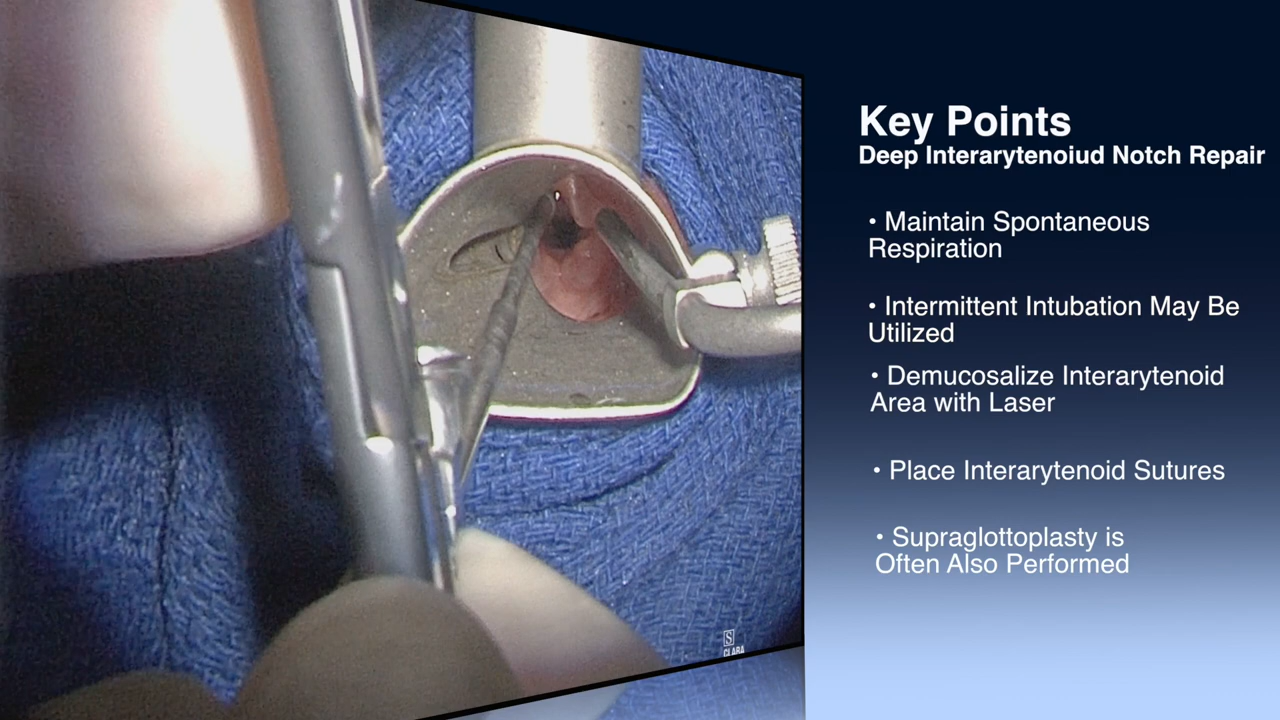 Key Points
Deep Interarytenoiud Notch Repair
• Maintain Spontaneous
Respiration
• Intermittent Intubation May Be
Utilized
• Demucosalize Interarytenoid
Area with Laser
• Place Interarytenoid Sutures
• Supraglottoplasty is
Often Also Performed
S
CLARA